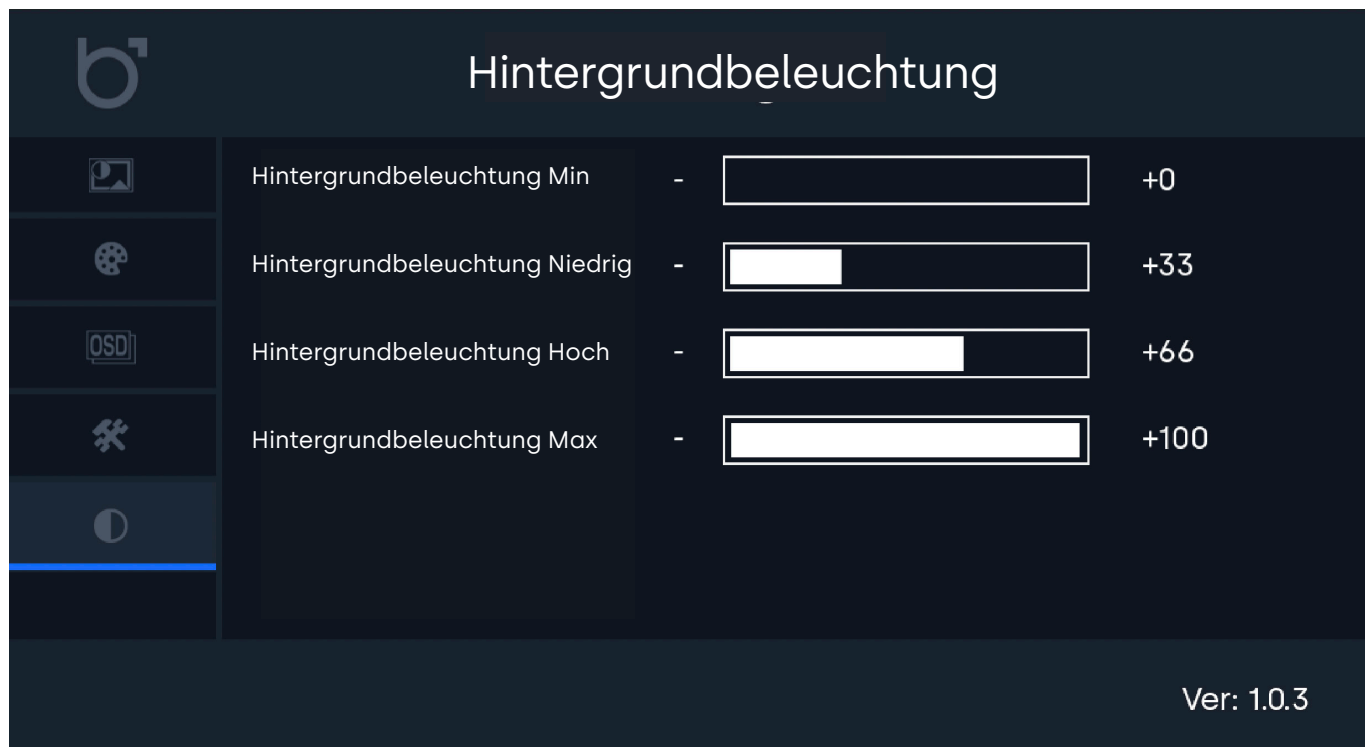 Hintergrundbeleuchtung
Hintergrundbeleuchtung Min - +0
Hintergrundbeleuchtung Niedrig - +33
OSD
Hintergrundbeleuchtung Hoch - +66
Hintergrundbeleuchtung Max - +100
Ver: 1.0.3